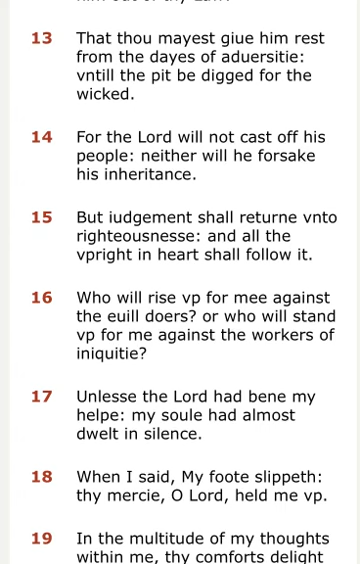 him out of thy Law.
13 That thou mayest giue him rest
from the dayes of aduersitie:
vntill the pit be digged for the
wicked.
14 For the Lord will not cast off his
people: neither will he forsake
his inheritance.
15 But iudgement shall returne vnto
righteousnesse: and all the
vpright in heart shall follow it.
16 Who will rise vp for mee against
the euill doers? or who will stand
vp for me against the workers of
iniquitie?
17 Unlesse the Lord had bene my
helpe: my soule had almost
dwelt in silence.
18 When I said, My foote slippeth:
thy mercie, O Lord, held me vp.
19 In the multitude of my thoughts
within me, thy comforts delight